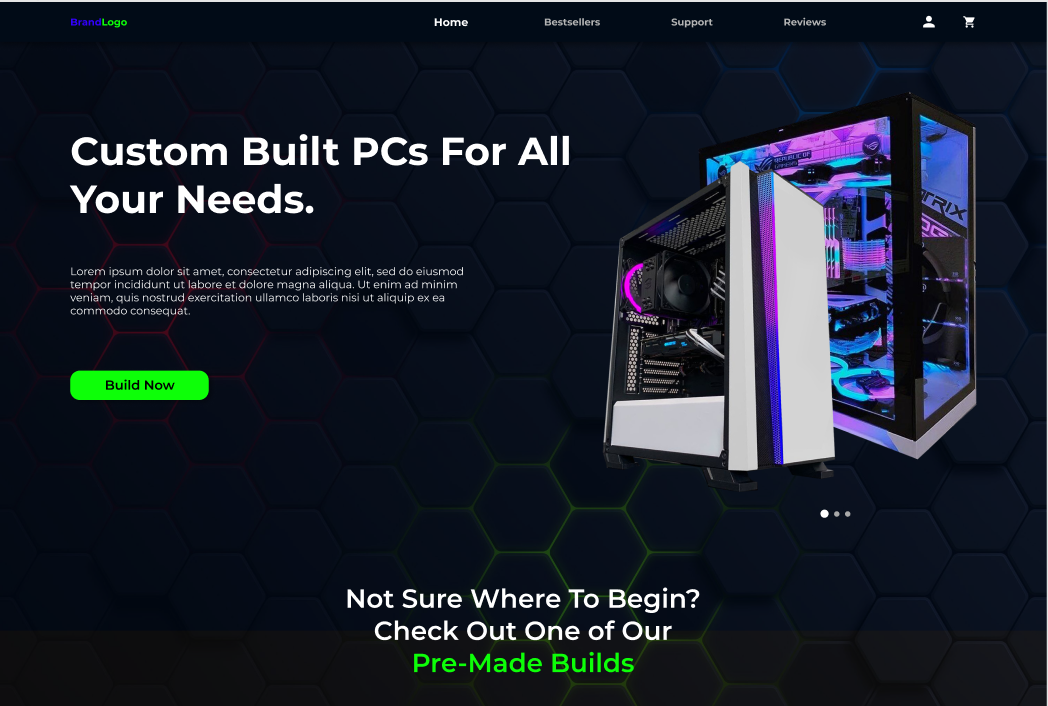 BrandLogo
Home
Bestsellers
Support
Reviews
Custom Built PCs For All
Your Needs.
REPUBLIC OF
GAMERS
Lorem ipsum dolor sit amet, consectetur adipiscing elit, sed do eiusmod
tempor incididunt ut labore et dolore magna aliqua. Ut enim ad minim
veniam, quis nostrud exercitation ullamco laboris nisi ut aliquip ex ea
commodo consequat.
Build Now
Not Sure Where To Begin?
Check Out One of Our
Pre-Made Builds